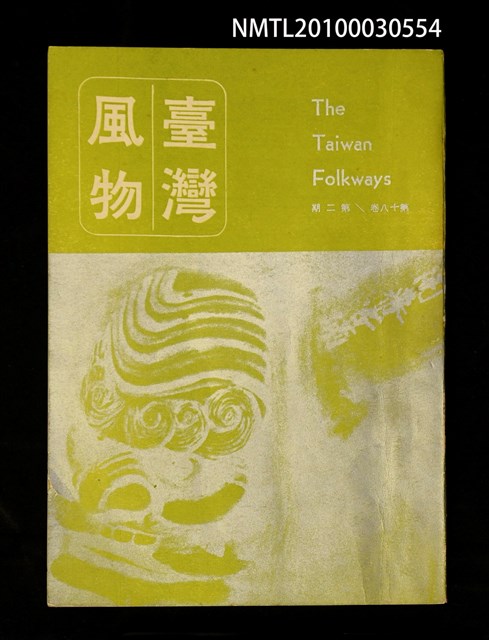 NMTL20100030554
臺灣
風物
The
Taiwan
Folkways
第十八卷／第二期